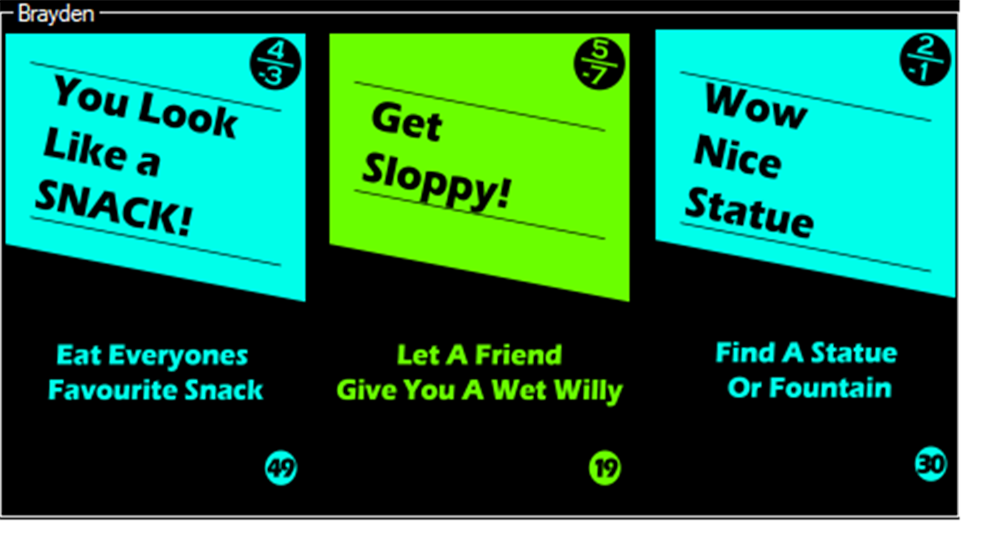 Brayden
4
-3
You Look
Like a
SNACK!
Eat Everyones
Favourite Snack
49
5
-7
Get
Sloppy!
Let A Friend
Give You A Wet Willy
19
2
-1
Wow
Nice
Statue
Find A Statue
Or Fountain
30